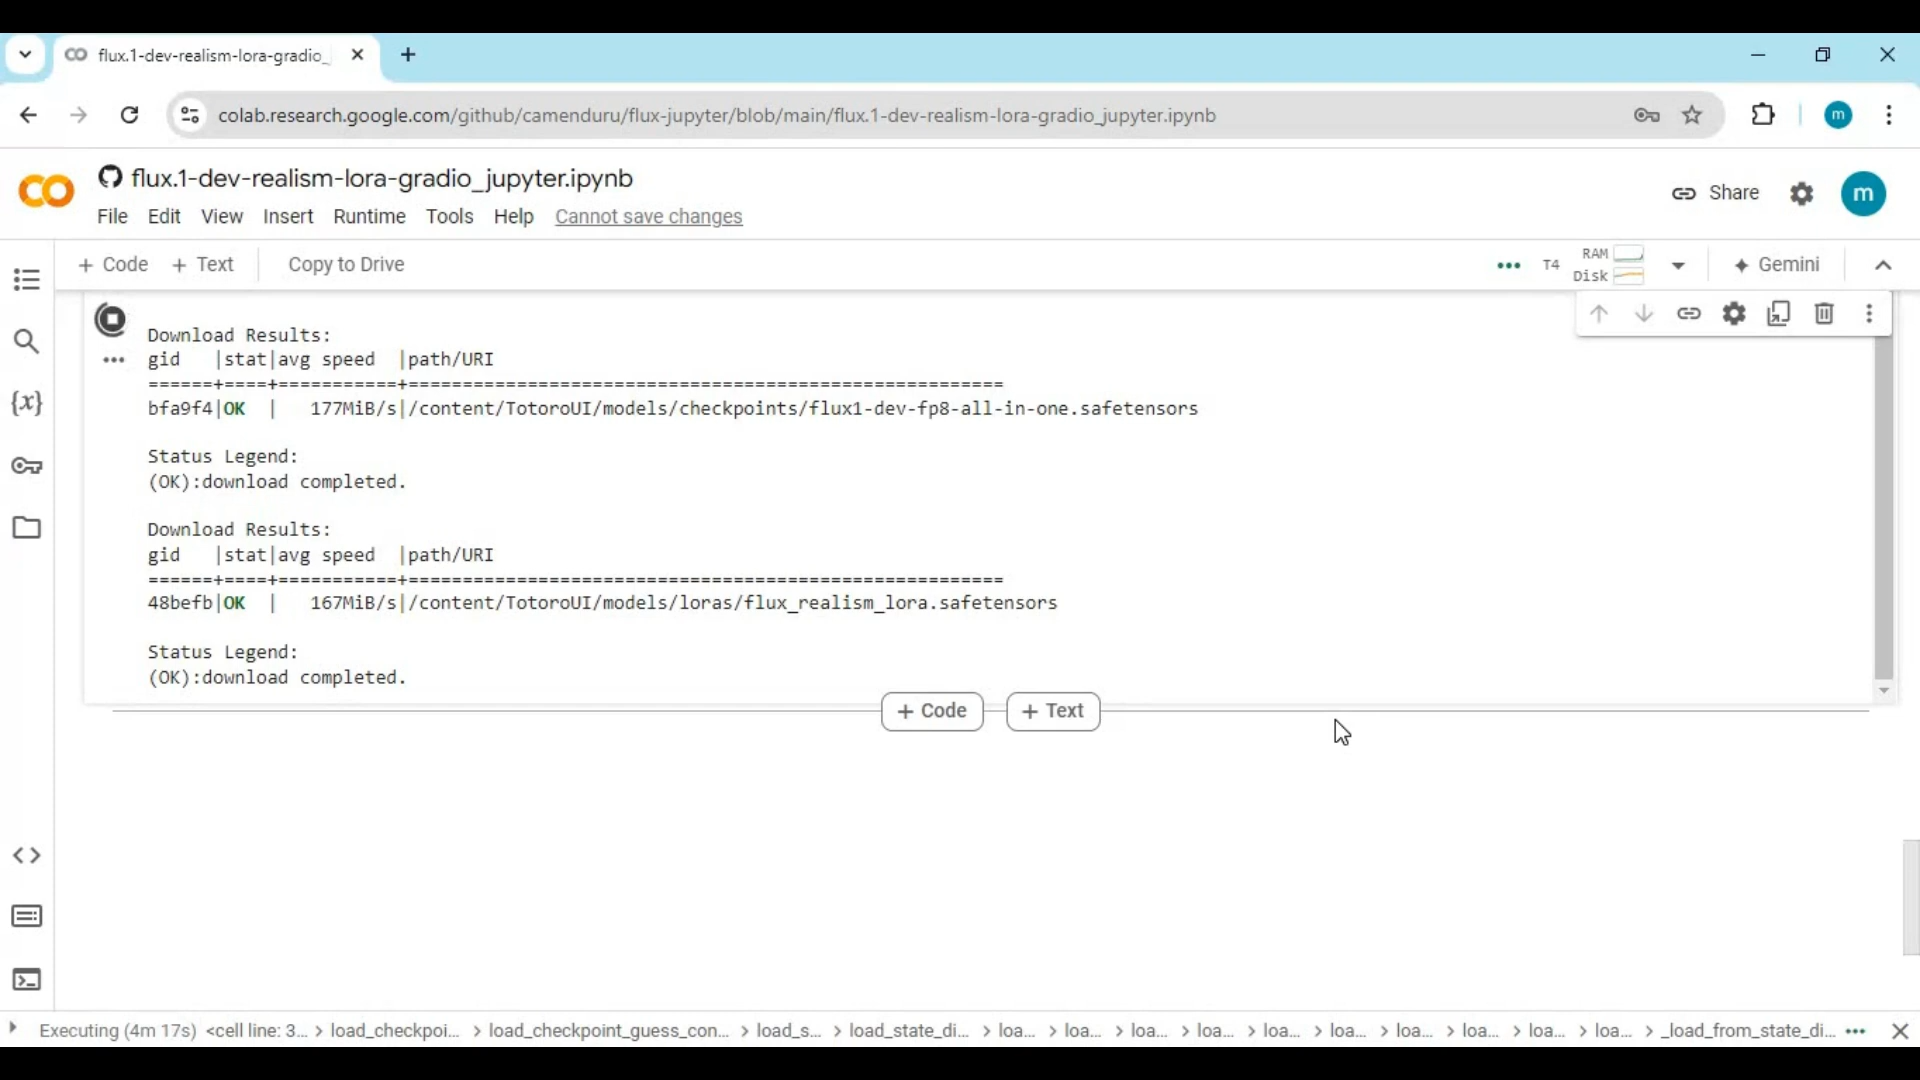 flux.1-dev-realism-lora-gradio_
colab.research.google.com/github/camenduru/flux-jupyter/blob/main/flux.1-dev-realism-lora-gradio_jupyter.ipynb
m
flux.1-dev-realism-lora-gradio_jupyter.ipynb
Share
m
File Edit View Insert Runtime Tools Help Cannot save changes
+ Code + Text Copy to Drive
T4
RAM
Disk
Gemini
Download Results:
gid   |stat|avg speed  |path/URI
======+====+===========+=======================================================
bfa9f4|OK  |   177MiB/s|/content/TotoroUI/models/checkpoints/flux1-dev-fp8-all-in-one.safetensors
Status Legend:
(OK):download completed.
Download Results:
gid   |stat|avg speed  |path/URI
======+====+===========+=======================================================
48befb|OK  |   167MiB/s|/content/TotoroUI/models/loras/flux_realism_lora.safetensors
Status Legend:
(OK):download completed.
+ Code + Text
Executing (4m 17s) <cell line: 3... > load_checkpoi... > load_checkpoint_guess_con... > load_s... > load_state_di... > loa... > loa... > loa... > loa... > loa... > loa... > loa... > loa... > loa... > loa... > _load_from_state_di... •••